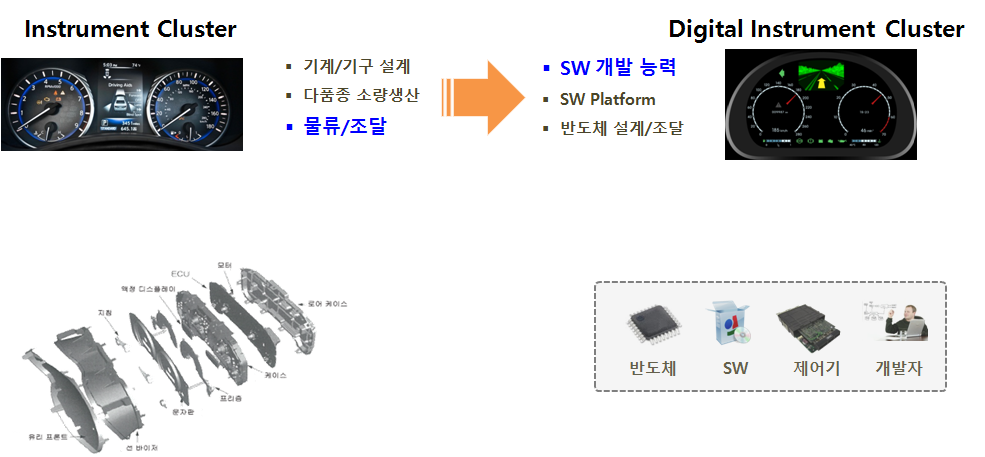 Instrument Cluster
Digital Instrument Cluster
▪ 기계/기구 설계
▪ 다품종 소량생산
▪ 물류/조달
▪ SW 개발 능력
▪ SW Platform
▪ 반도체 설계/조달
Driving Aids
모터
ECU
액정 디스플레이
로어 케이스
지침
케이스
프리즘
문자판
선 바이저
유리 프론트
반도체
SW
제어기
개발자